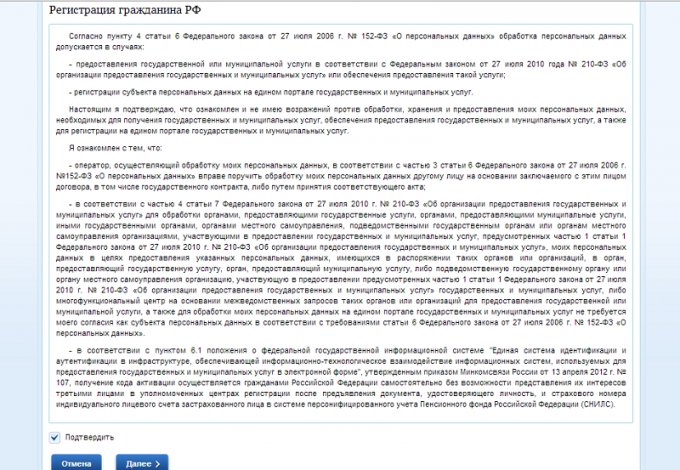 Регистрация гражданина РФ
Согласно пункту 4 статьи 6 Федерального закона от 27 июля 2006 г. № 152-ФЗ «О персональных данных» обработка персональных данных
допускается в случаях:
- предоставления государственной или муниципальной услуги в соответствии с Федеральным законом от 27 июля 2010 года № 210-ФЗ «Об
организации предоставления государственных и муниципальных услуг» или обеспечения предоставления такой услуги;
- регистрации субъекта персональных данных на едином портале государственных и муниципальных услуг.
Настоящим я подтверждаю, что ознакомлен и не имею возражений против обработки, хранения и предоставления моих персональных данных,
необходимых для получения государственных и муниципальных услуг, обеспечения предоставления государственных и муниципальных услуг, а также
для регистрации на едином портале государственных и муниципальных услуг.
Я ознакомлен с тем, что:
- оператор, осуществляющий обработку моих персональных данных, в соответствии с частью 3 статьи 6 Федерального закона от 27 июля 2006 г.
№152-ФЗ «О персональных данных» вправе поручить обработку моих персональных данных другому лицу на основании заключаемого с этим лицом
договора, в том числе государственного контракта, либо путем принятия соответствующего акта;
- в соответствии с частью 4 статьи 7 Федерального закона от 27 июля 2010 г. № 210-ФЗ «Об организации предоставления государственных и
муниципальных услуг» для обработки органами, предоставляющими государственные услуги, органами, предоставляющими муниципальные услуги,
иными государственными органами, органами местного самоуправления, подведомственными государственным органам или органам местного
самоуправления организациями, участвующими в предоставлении государственных и муниципальных услуг, предусмотренных частью 1 статьи 1
Федерального закона от 27 июля 2010 г. № 210-ФЗ «Об организации предоставления государственных и муниципальных услуг», моих персональных
данных в целях предоставления указанных персональных данных, имеющихся в распоряжении таких органов или организаций, в орган,
предоставляющий государственную услугу, орган, предоставляющий муниципальную услугу, либо подведомственную государственному органу или
органу местного самоуправления организацию, участвующую в предоставлении предусмотренных частью 1 статьи 1 Федерального закона от 27 июля
2010 г. № 210-ФЗ «Об организации предоставления государственных и муниципальных услуг» государственных и муниципальных услуг, либо
многофункциональный центр на основании межведомственных запросов таких органов или организаций для предоставления государственной или
муниципальной услуги, а также для обработки моих персональных данных на едином портале государственных и муниципальных услуг не требуется
моего согласия как субъекта персональных данных в соответствии с требованиями статьи 6 Федерального закона от 27 июля 2006 г. № 152-ФЗ «О
персональных данных».
- в соответствии с пунктом 6.1 положения о федеральной государственной информационной системе "Единая система идентификации и
аутентификации в инфраструктуре, обеспечивающей информационно-технологическое взаимодействие информационных систем, используемых для
предоставления государственных и муниципальных услуг в электронной форме", утвержденным приказом Минкомсвязи России от 13 апреля 2012 г. №
107, получение кода активации осуществляется гражданами Российской Федерации самостоятельно без возможности представления их интересов
третьими лицами в уполномоченных центрах регистрации после предъявления документа, удостоверяющего личность, и страхового номера
индивидуального лицевого счета застрахованного лица в системе персонифицированного учета Пенсионного фонда Российской Федерации (СНИЛС).
Подтвердить
Отмена Далее >